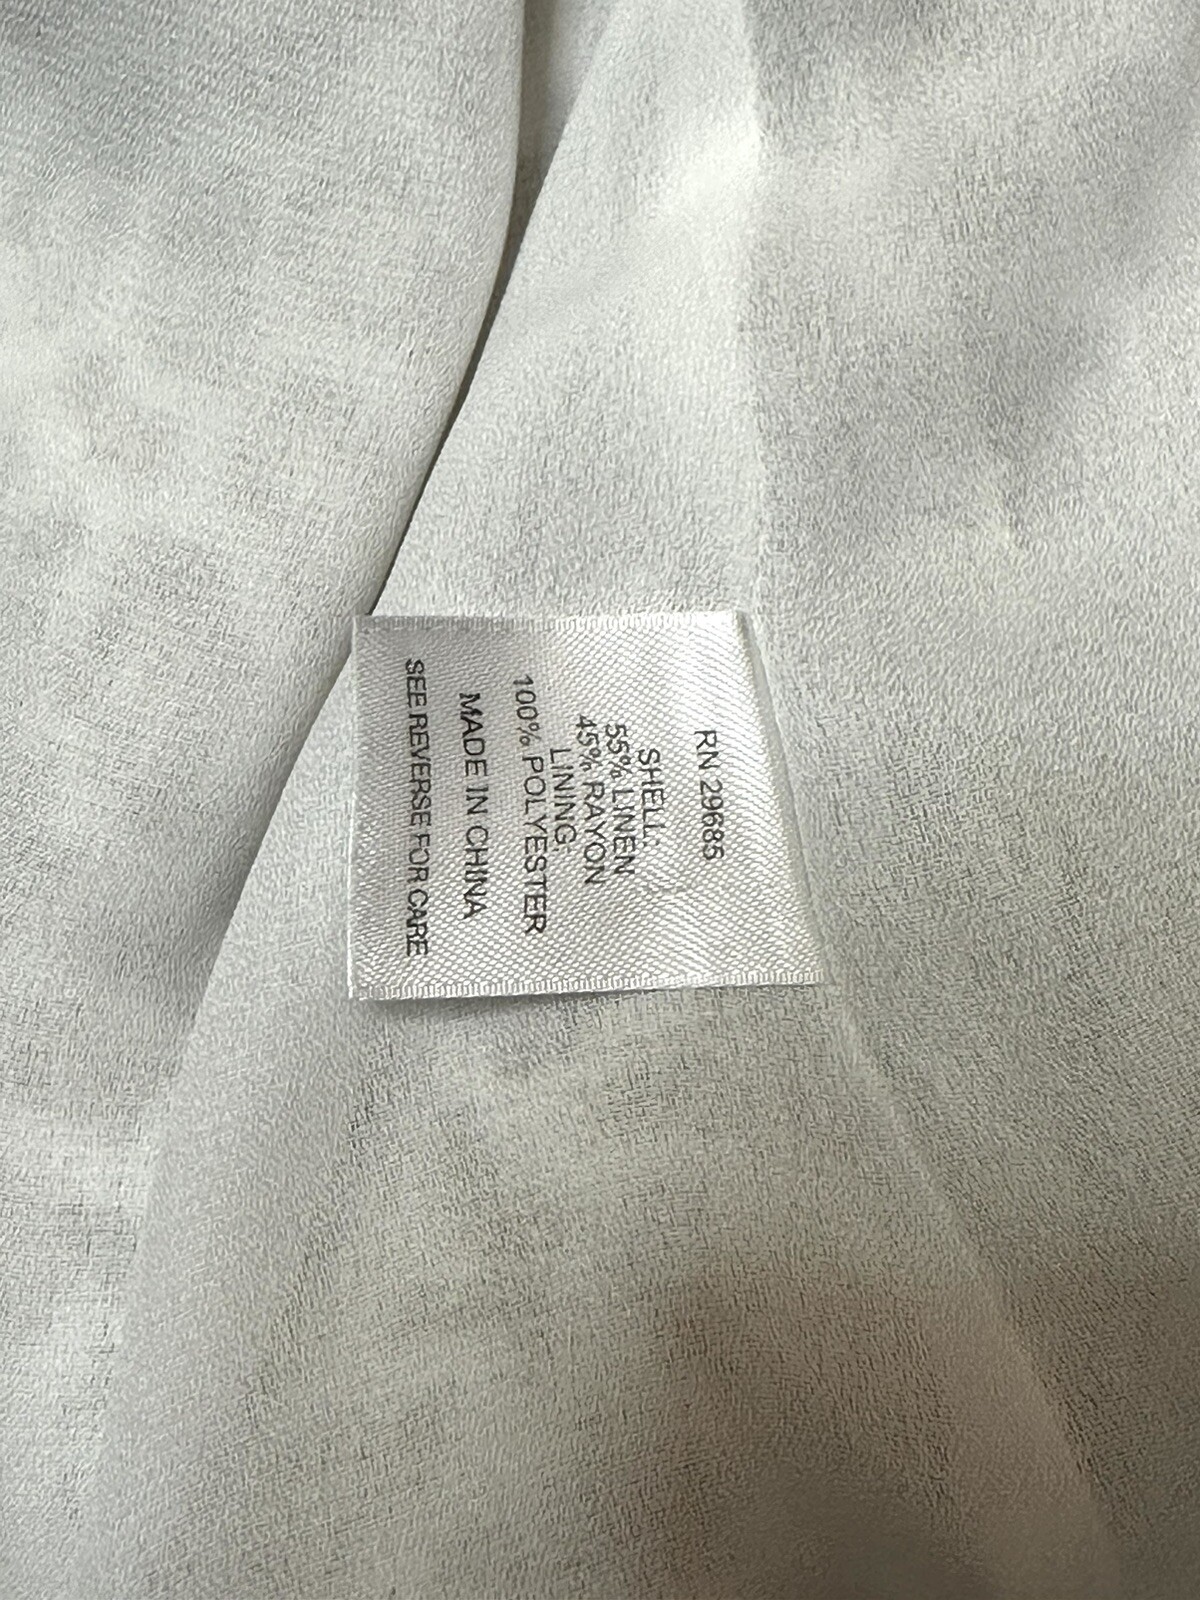 RN 29685
SHELL:
55% LINEN
45% RAYON
LINING:
100% POLYESTER
MADE IN CHINA
SEE REVERSE FOR CARE